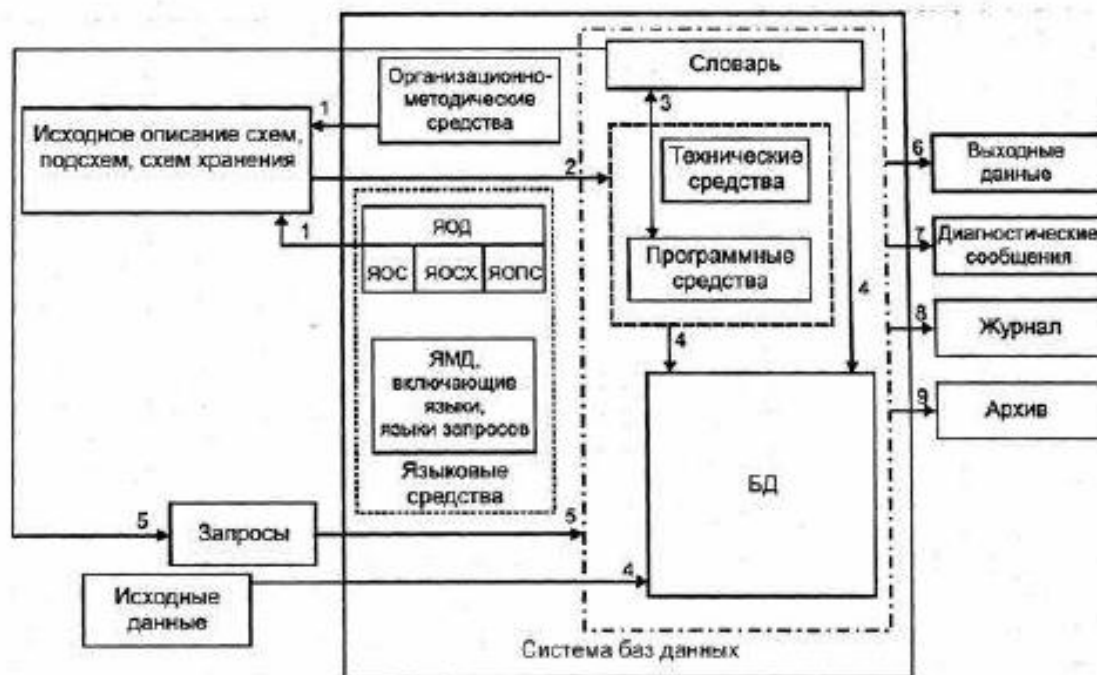 Словарь
Организационно-
методические
средства
1
3
Исходное описание схем,
подсхем, схем хранения
2
Технические
средства
6
Выходные
данные
1
ЯОД
ЯОС
ЯОСХ
ЯОПС
Программные
средства
7
Диагностические
сообщения
4
4
8
Журнал
ЯМД,
включающие
языки,
языки запросов
9
Архив
Языковые
средства
БД
5
Запросы
5
Исходные
данные
4
Система баз данных